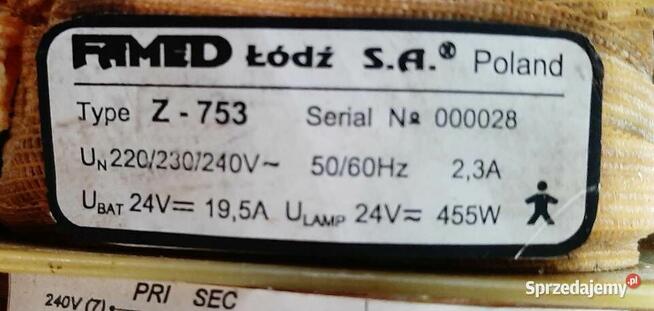 FAMED Łódź S.A.® Poland
Type Z - 753 Serial № 000028
UN 220/230/240V~ 50/60Hz 2,3A
UBAT 24V⎓ 19,5A ULAMP 24V≂ 455W
PRI SEC
240V (7)
Sprzedajemy.pl